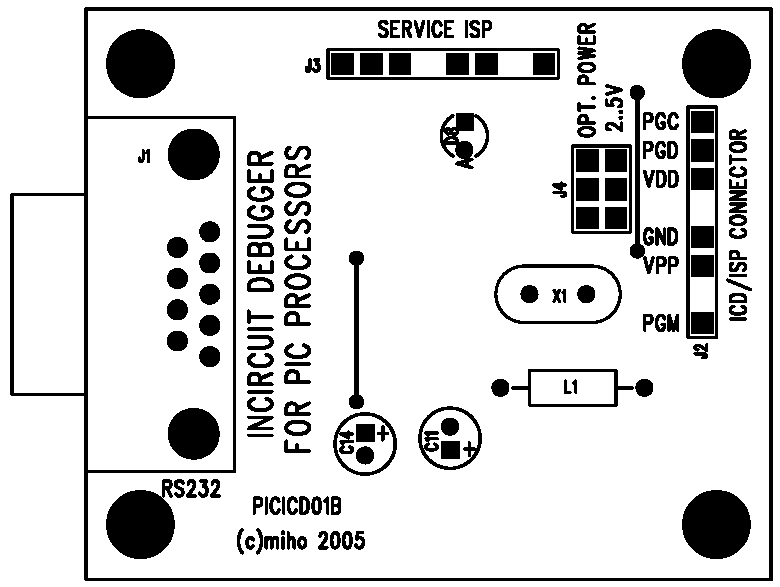 SERVICE ISP
J3
OPT. POWER
2..5V
J1
D6
A
J4
PGC
PGD
VDD
GND
VPP
PGM
ICD/ISP CONNECTOR
J2
INCIRCUIT DEBUGGER
FOR PIC PROCESSORS
X1
L1
C14
+
C11
+
RS232
PICICD01B
(c)miho 2005